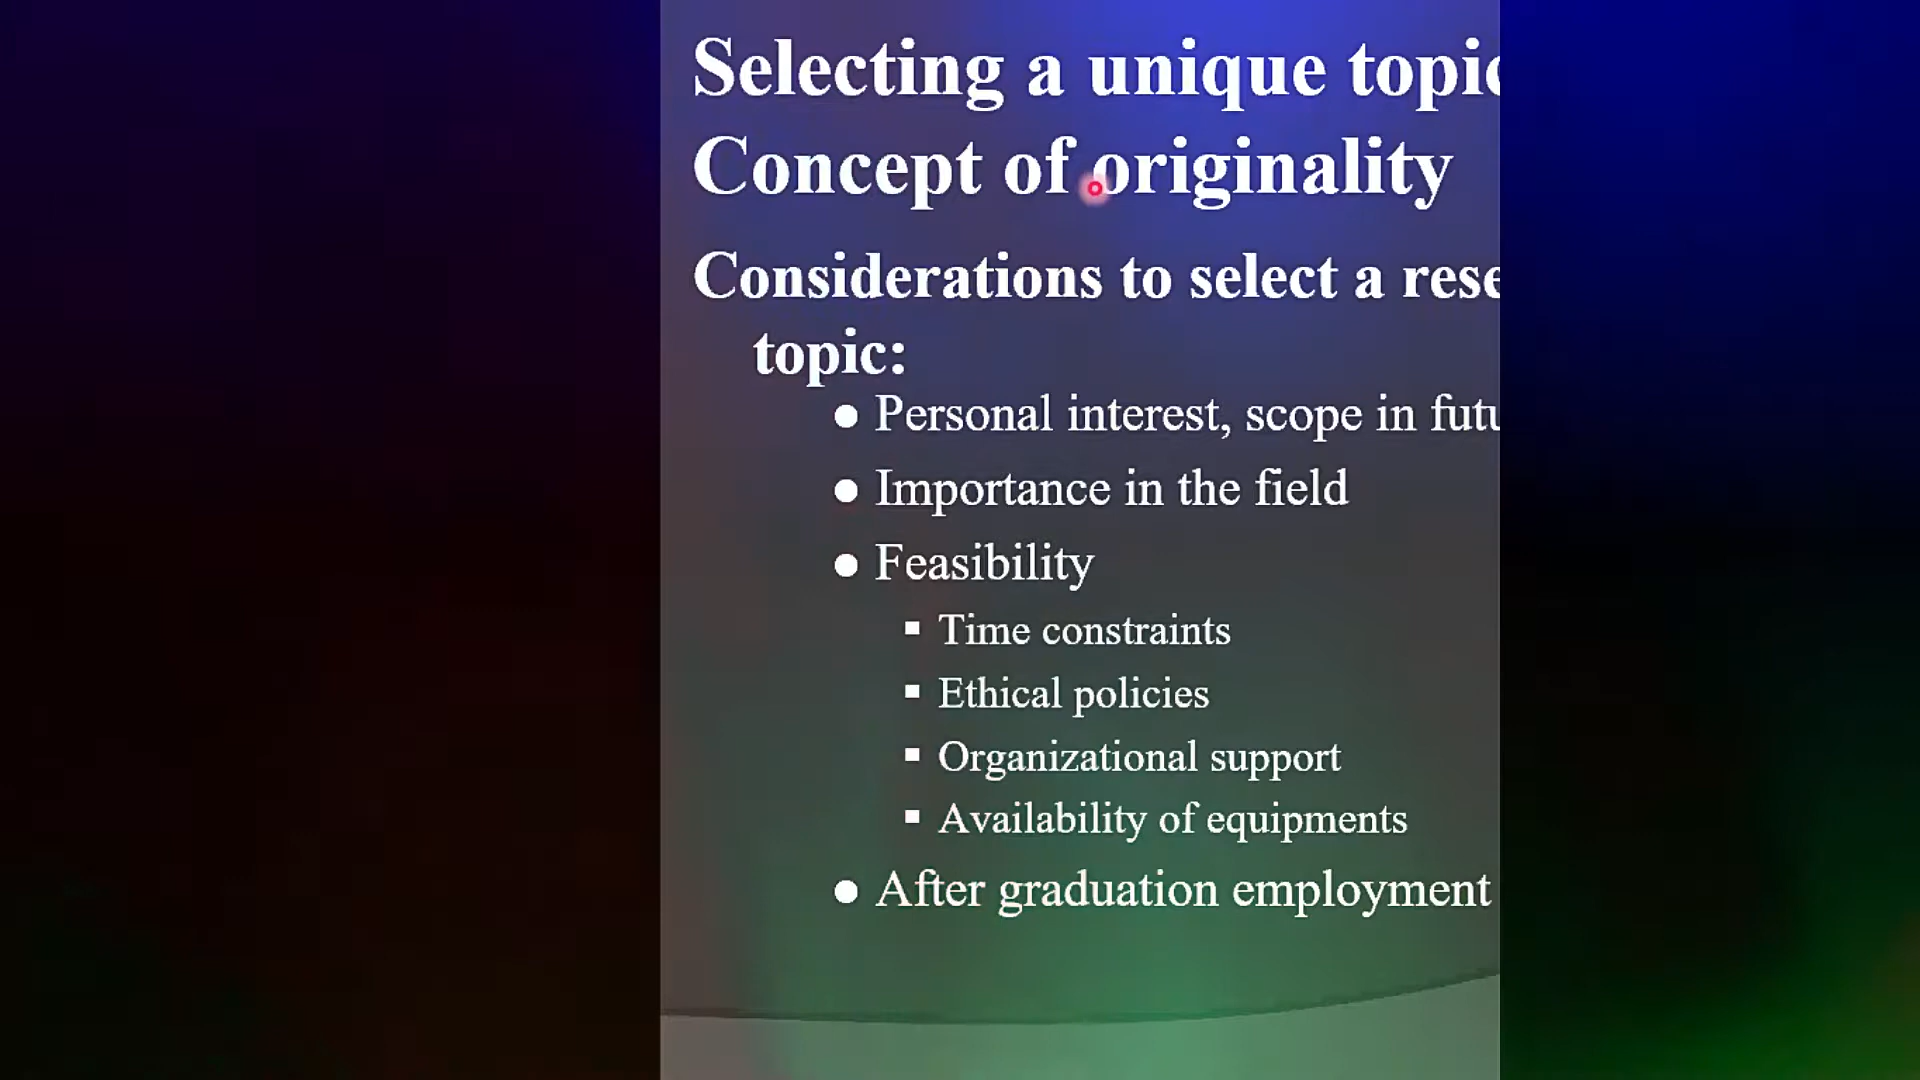 Selecting a unique topic
Concept of originality
Considerations to select a rese
topic:
● Personal interest, scope in futu
● Importance in the field
● Feasibility
▪ Time constraints
▪ Ethical policies
▪ Organizational support
▪ Availability of equipments
● After graduation employment